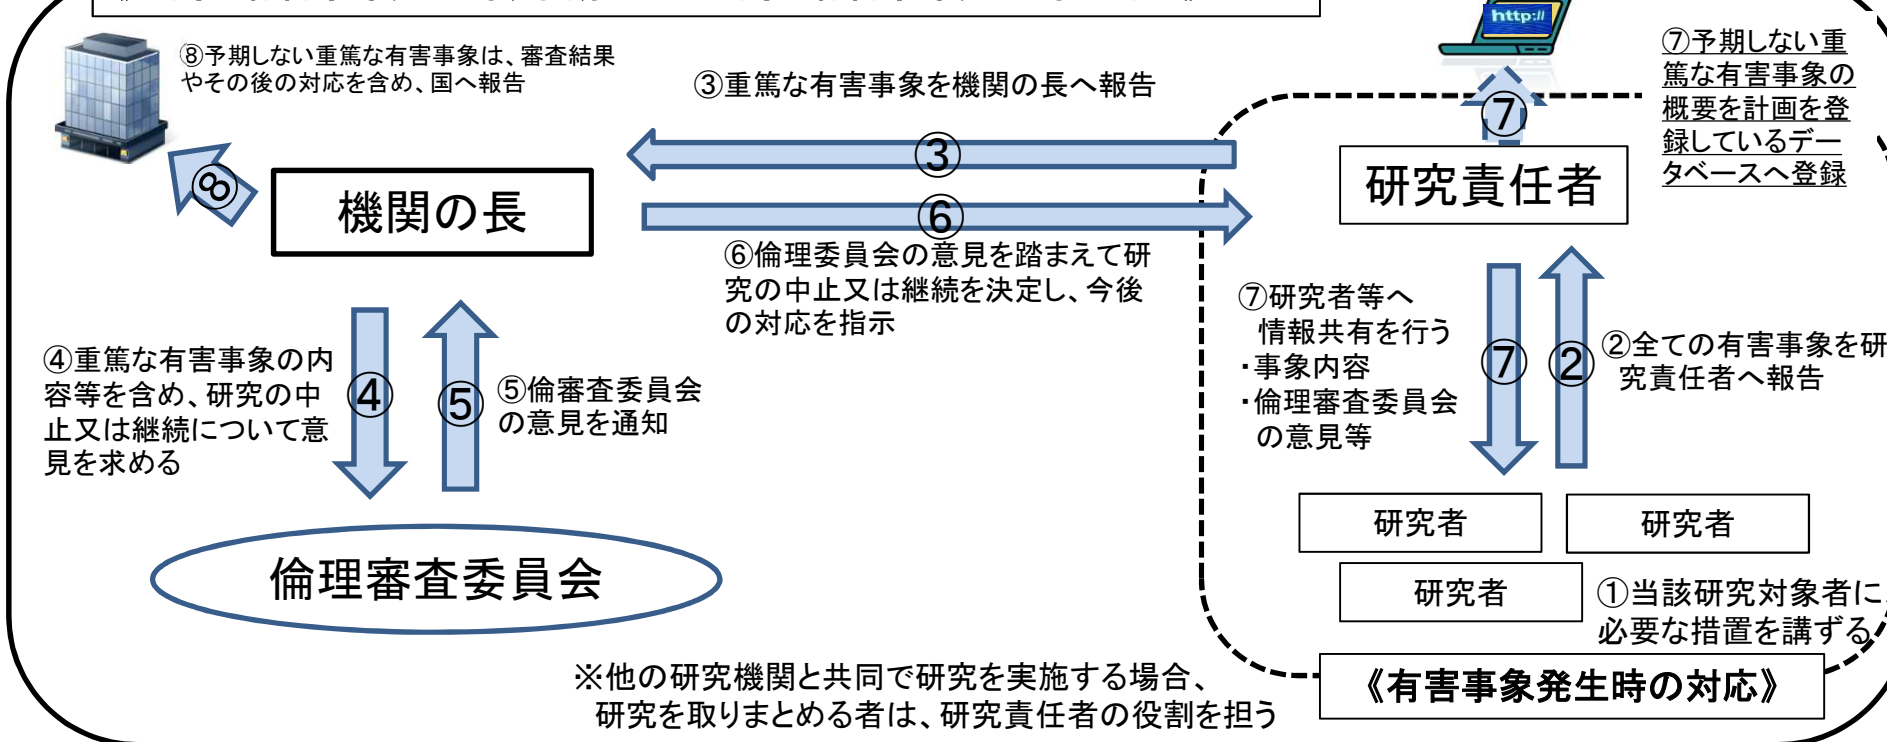 http://
⑧予期しない重篤な有害事象は、審査結果
やその後の対応を含め、国へ報告
③重篤な有害事象を機関の長へ報告
⑦予期しない重
篤な有害事象の
概要を計画を登
録しているデー
タベースへ登録
⑦
③
⑧
機関の長
研究責任者
⑥
⑥倫理委員会の意見を踏まえて研
究の中止又は継続を決定し、今後
の対応を指示
⑦研究者等へ
情報共有を行う
・事象内容
・倫理審査委員会
の意見等
⑦
②
②全ての有害事象を研
究責任者へ報告
④重篤な有害事象の内
容等を含め、研究の中
止又は継続について意
見を求める
④
⑤
⑤倫審査委員会
の意見を通知
研究者
研究者
研究者
倫理審査委員会
①当該研究対象者に
必要な措置を講ずる
※他の研究機関と共同で研究を実施する場合、
研究を取りまとめる者は、研究責任者の役割を担う
《有害事象発生時の対応》